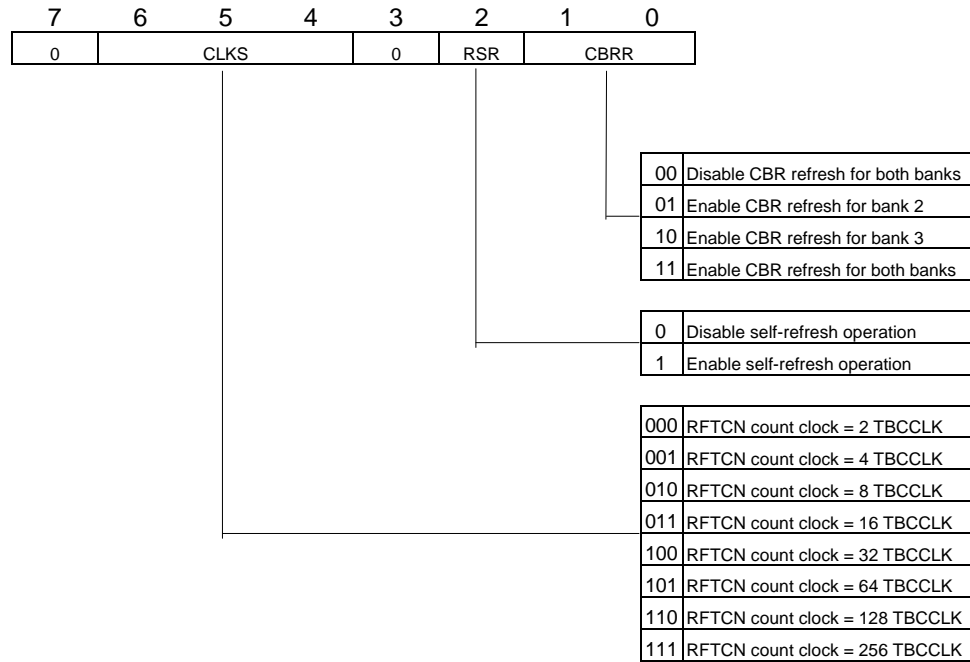 7 6 5 4 3 2 1 0
0 CLKS 0 RSR CBRR
00 Disable CBR refresh for both banks
01 Enable CBR refresh for bank 2
10 Enable CBR refresh for bank 3
11 Enable CBR refresh for both banks
0 Disable self-refresh operation
1 Enable self-refresh operation
000 RFTCN count clock = 2 TBCCLK
001 RFTCN count clock = 4 TBCCLK
010 RFTCN count clock = 8 TBCCLK
011 RFTCN count clock = 16 TBCCLK
100 RFTCN count clock = 32 TBCCLK
101 RFTCN count clock = 64 TBCCLK
110 RFTCN count clock = 128 TBCCLK
111 RFTCN count clock = 256 TBCCLK